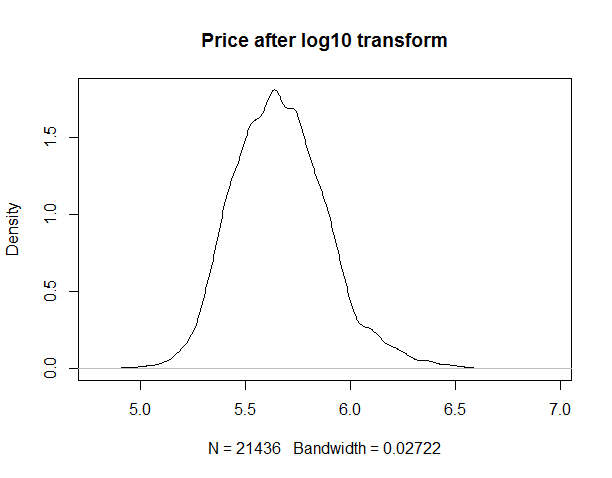 Price after log10 transform
Density
1.5
1.0
0.5
0.0
5.0 5.5 6.0 6.5 7.0
N = 21436 Bandwidth = 0.02722